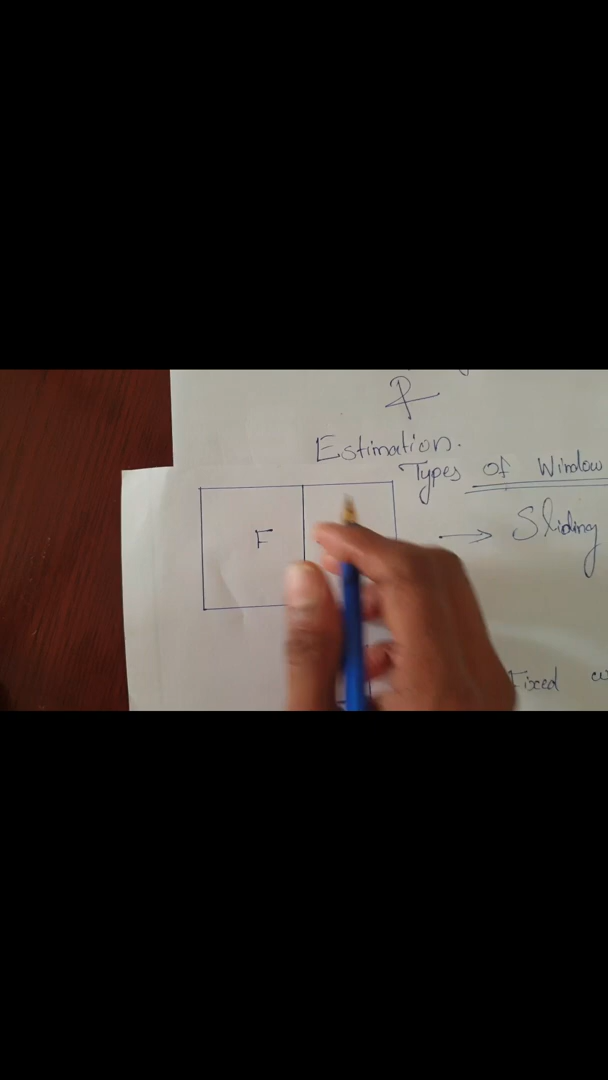 &
Estimation.
Types of Window
F
→ Sliding
Fixed